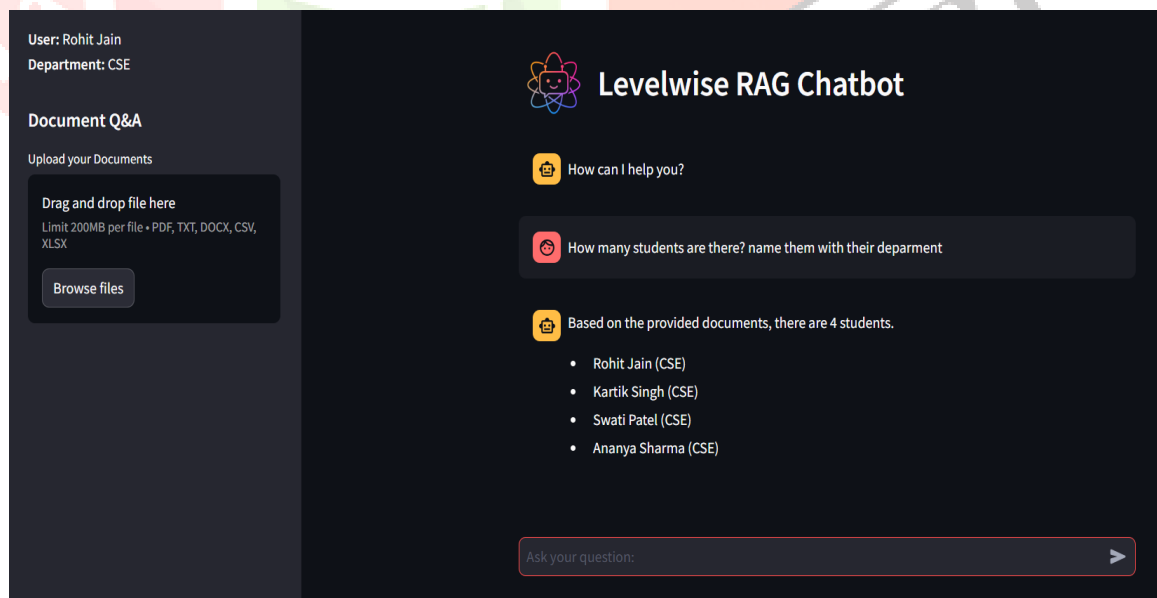 User: Rohit Jain
Department: CSE
Document Q&A
Upload your Documents
Drag and drop file here
Limit 200MB per file • PDF, TXT, DOCX, CSV,
XLSX
Browse files
Levelwise RAG Chatbot
How can I help you?
How many students are there? name them with their deparment
Based on the provided documents, there are 4 students.
• Rohit Jain (CSE)
• Kartik Singh (CSE)
• Swati Patel (CSE)
• Ananya Sharma (CSE)
Ask your question: